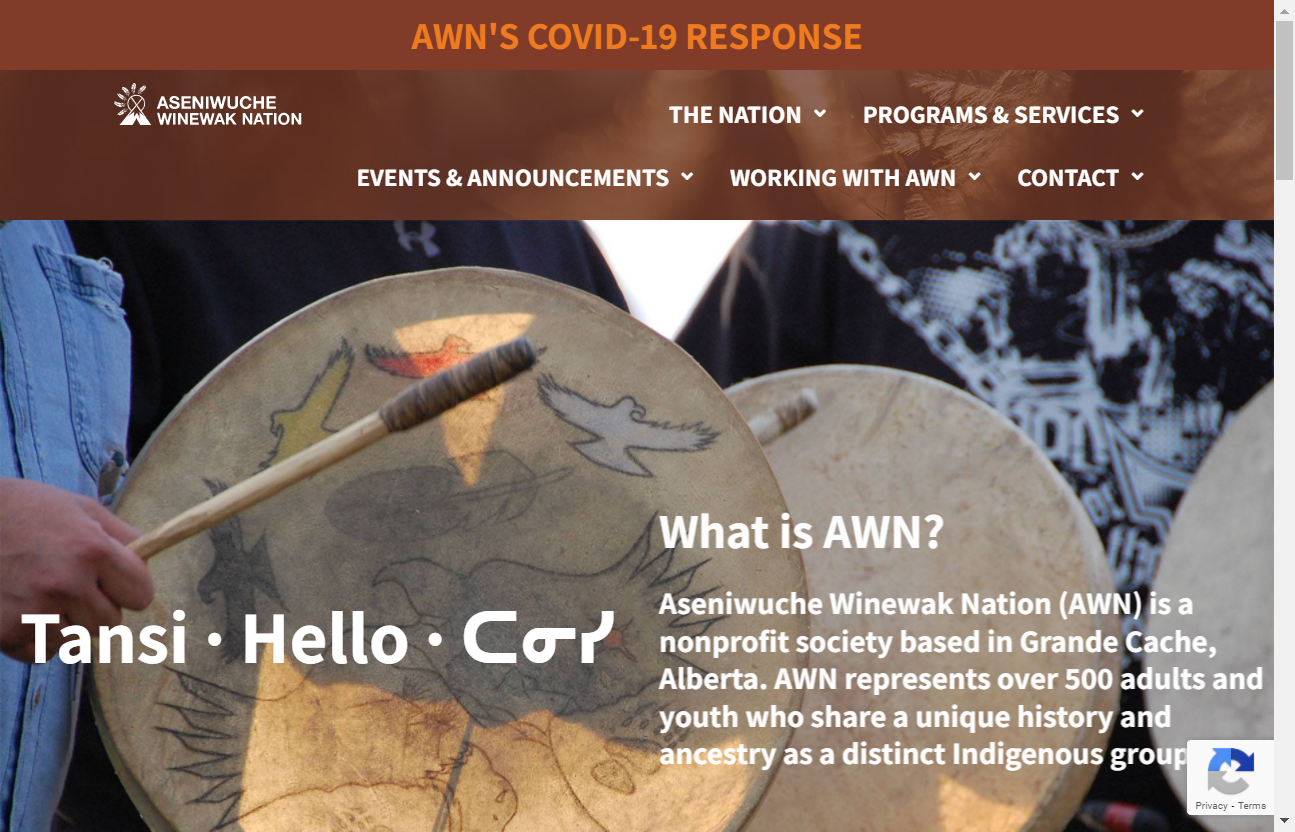 AWN'S COVID-19 RESPONSE
ASENIWUCHE
WINEWAK NATION
THE NATION
PROGRAMS & SERVICES
EVENTS & ANNOUNCEMENTS
WORKING WITH AWN
CONTACT
Tansi · Hello · ᑕᓂᓯ
What is AWN?
Aseniwuche Winewak Nation (AWN) is a
nonprofit society based in Grande Cache,
Alberta. AWN represents over 500 adults and
youth who share a unique history and
ancestry as a distinct Indigenous group
Privacy - Terms